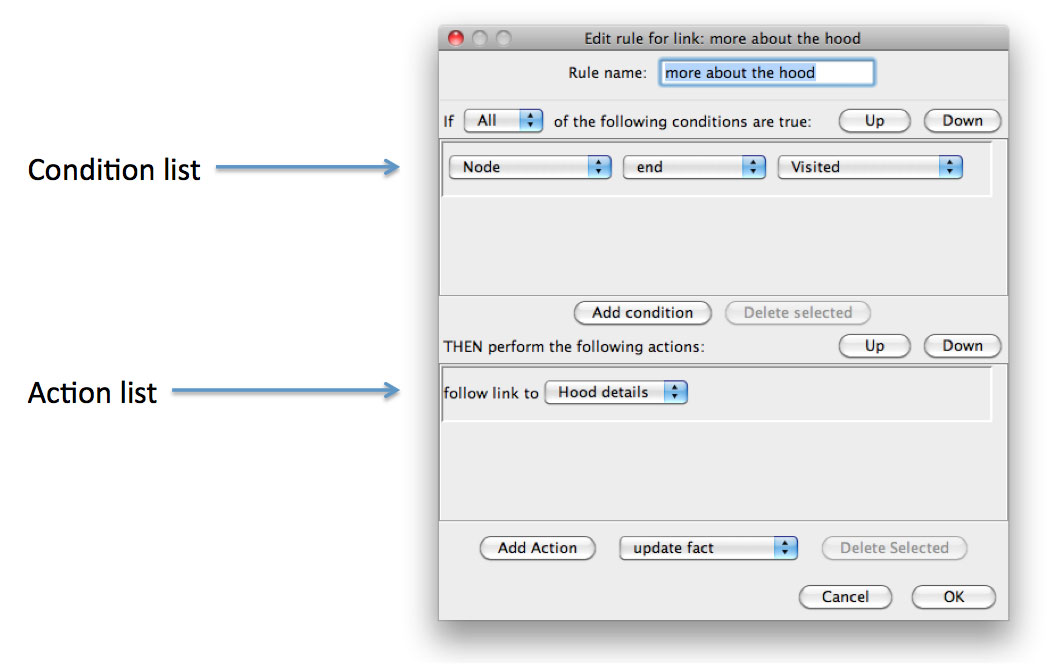 Edit rule for link: more about the hood
Rule name: more about the hood
If All of the following conditions are true: Up Down
Condition list
Node end Visited
Add condition Delete selected
THEN perform the following actions: Up Down
Action list
follow link to Hood details
Add Action update fact Delete Selected
Cancel OK